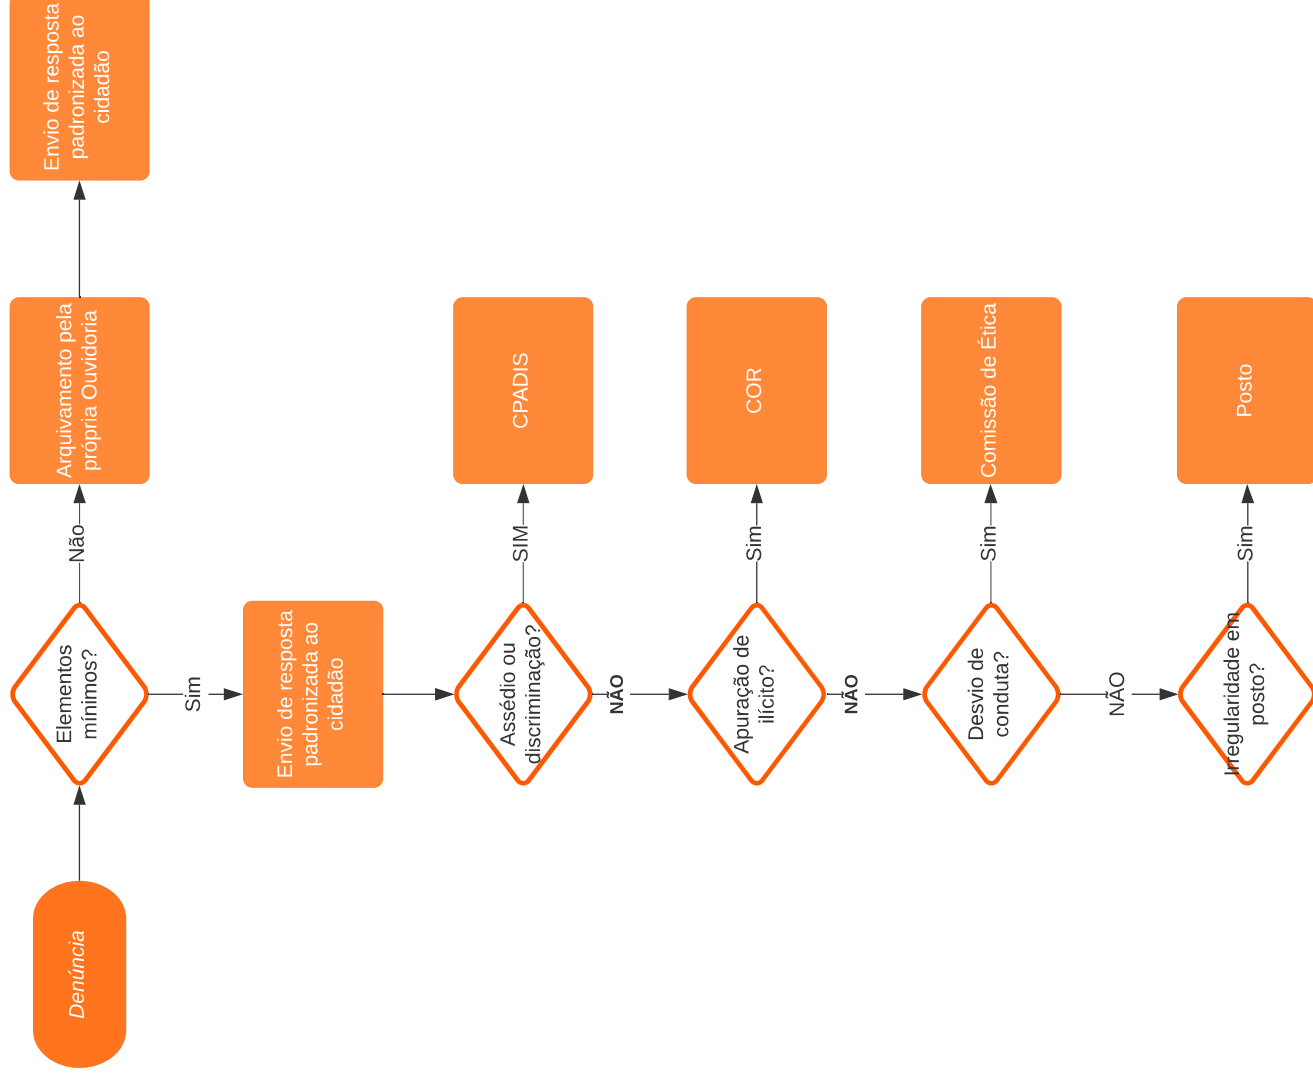 Denúncia
Elementos
mínimos?
Não
Arquivamento pela
própria Ouvidoria
Envio de resposta
padronizada ao
cidadão
Sim
Envio de resposta
padronizada ao
cidadão
Assédio ou
discriminação?
SIM
CPADIS
NÃO
Apuração de
ilícito?
Sim
COR
NÃO
Desvio de
conduta?
Sim
Comissão de Ética
NÃO
Irregularidade em
posto?
Sim
Posto